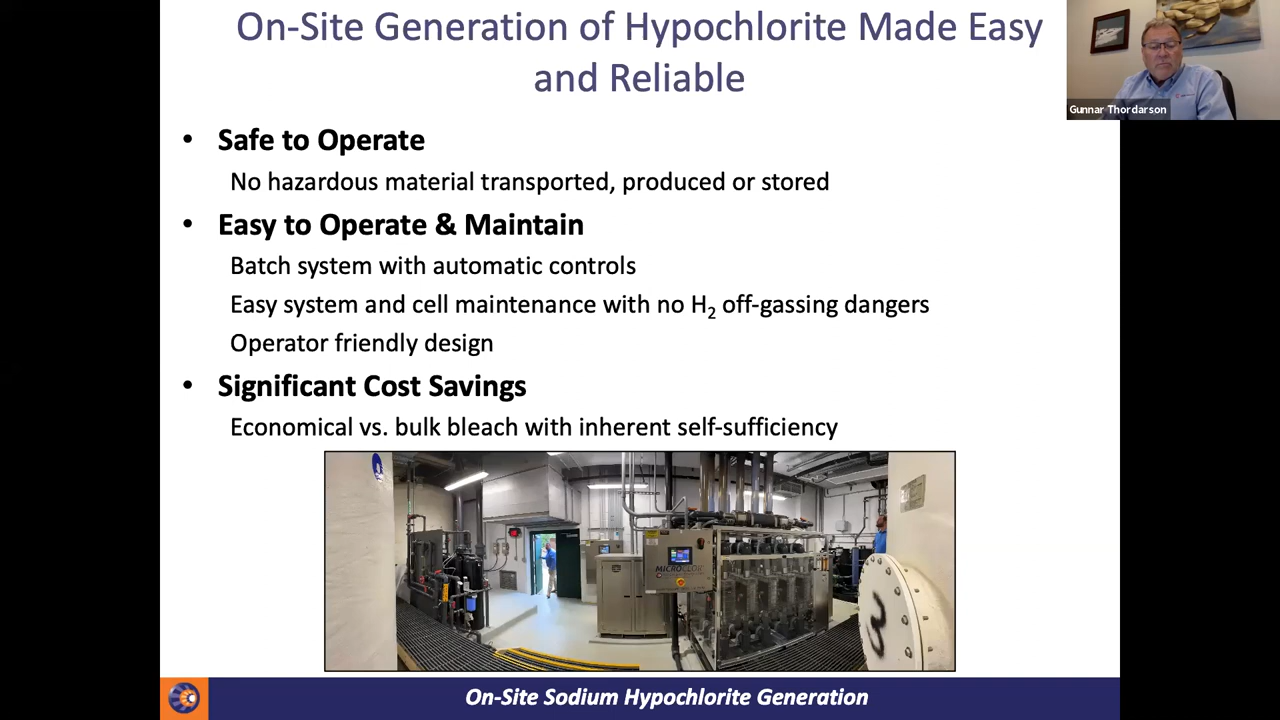 On-Site Generation of Hypochlorite Made Easy
and Reliable
Gunnar Thordarson
• Safe to Operate
No hazardous material transported, produced or stored
• Easy to Operate & Maintain
Batch system with automatic controls
Easy system and cell maintenance with no H₂ off-gassing dangers
Operator friendly design
• Significant Cost Savings
Economical vs. bulk bleach with inherent self-sufficiency
MICROCLOR
3
On-Site Sodium Hypochlorite Generation